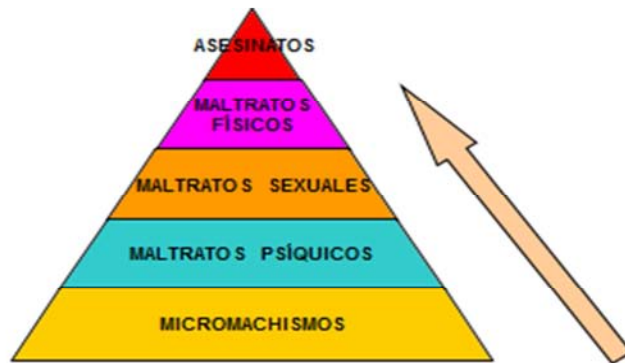 ASESINATOS
MALTRATOS
FÍSICOS
MALTRATOS SEXUALES
MALTRATOS PSÍQUICOS
MICROMACHISMOS